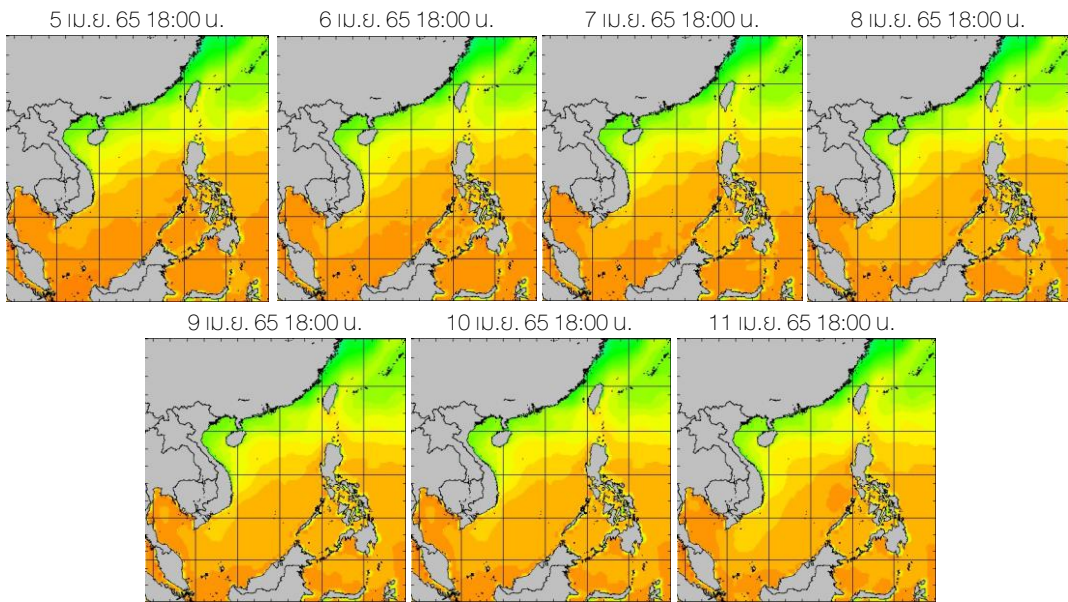 5 เม.ย. 65 18:00 น.
6 เม.ย. 65 18:00 น.
7 เม.ย. 65 18:00 น.
8 เม.ย. 65 18:00 น.
9 เม.ย. 65 18:00 น.
10 เม.ย. 65 18:00 น.
11 เม.ย. 65 18:00 น.